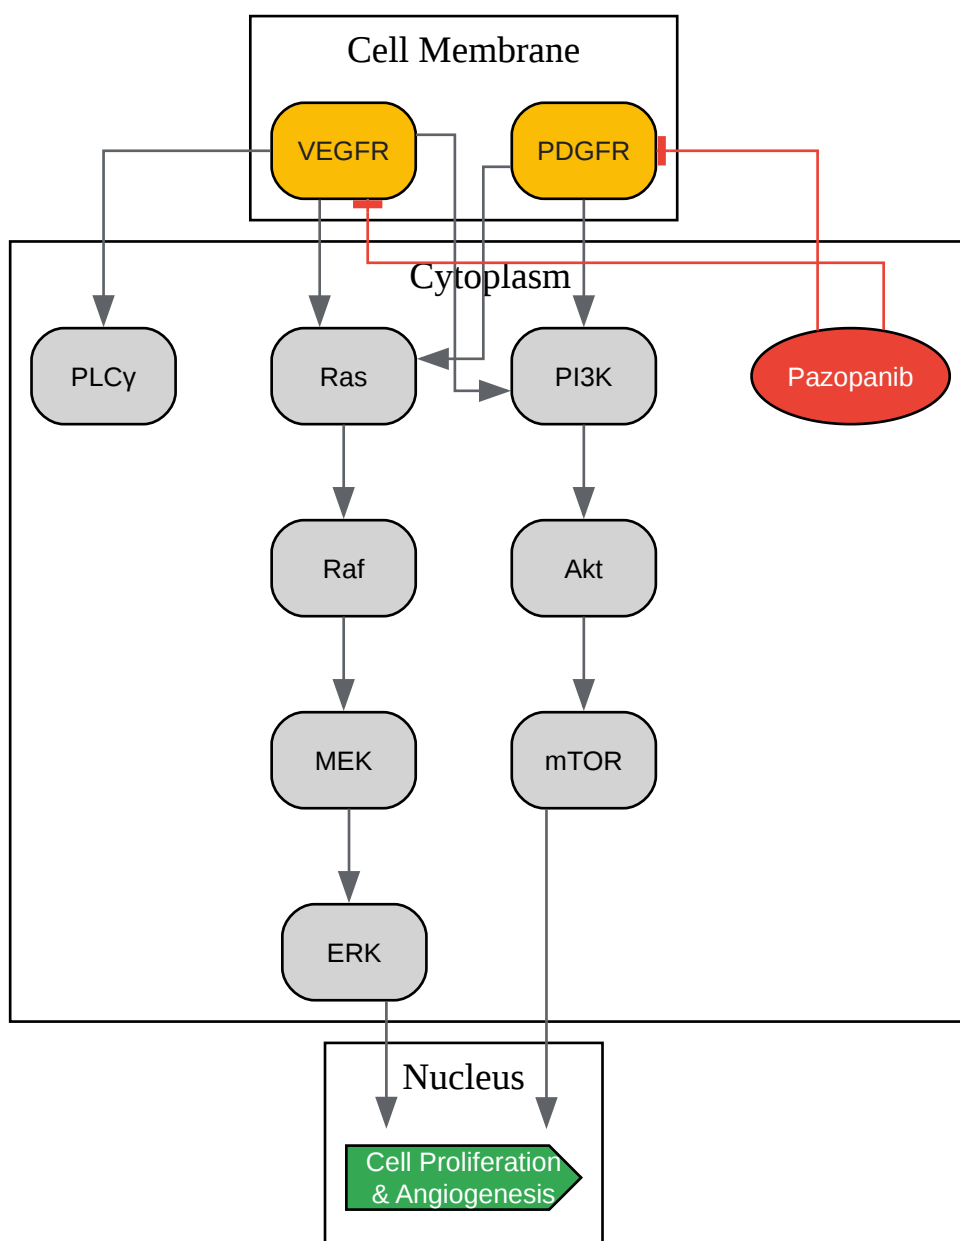 Cell Membrane
VEGFR
PDGFR
Cytoplasm
PLCγ
Ras
PI3K
Pazopanib
Raf
Akt
MEK
mTOR
ERK
Nucleus
Cell Proliferation
& Angiogenesis